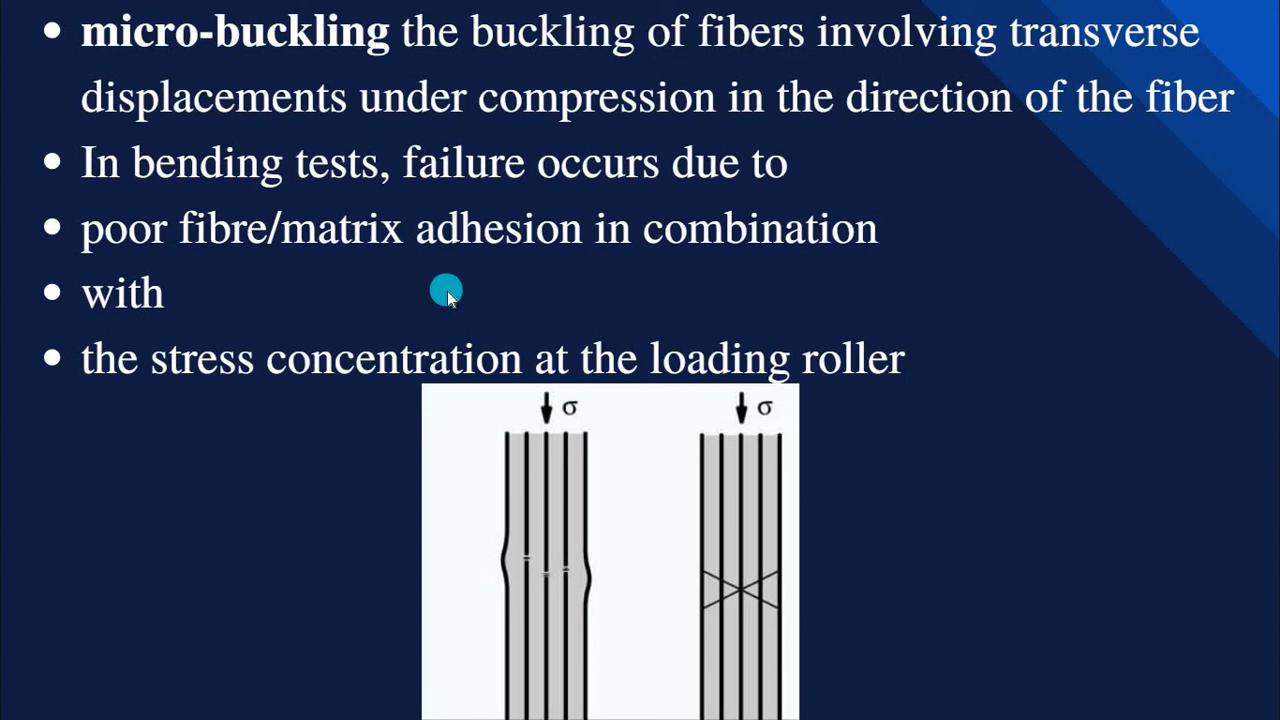 • micro-buckling the buckling of fibers involving transverse
displacements under compression in the direction of the fiber
• In bending tests, failure occurs due to
• poor fibre/matrix adhesion in combination
• with
• the stress concentration at the loading roller
σ σ